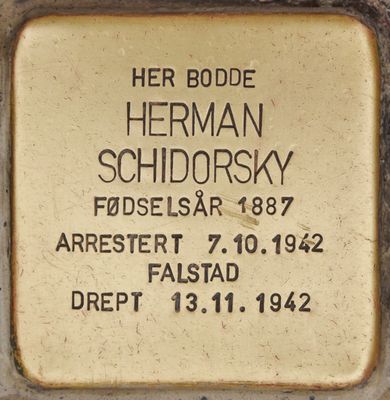 HER BODDE
HERMAN
SCHIDORSKY
FØDSELSÅR 1887
ARRESTERT 7.10.1942
FALSTAD
DREPT 13.11.1942